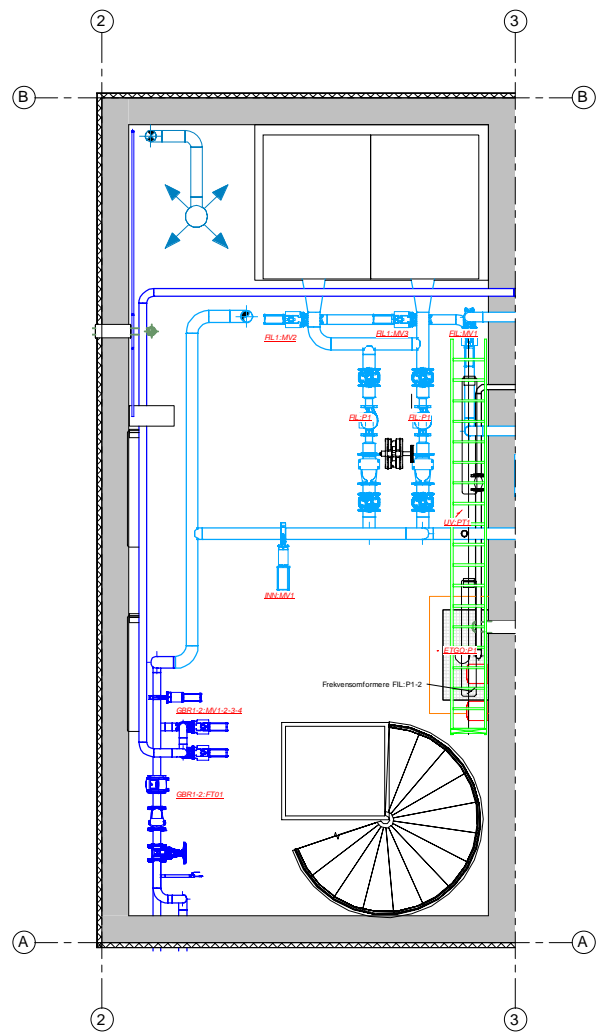 2
3
B
B
FIL1:MV2
FIL1:MV3
FIL:MV1
FIL:P1
FIL:P1
UV:PT1
INN:MV1
ETGD:P1
Frekvensomformere FIL:P1-2
GBR1-2:MV1-2-3-4
GBR1-2:FT01
A
A
2
3